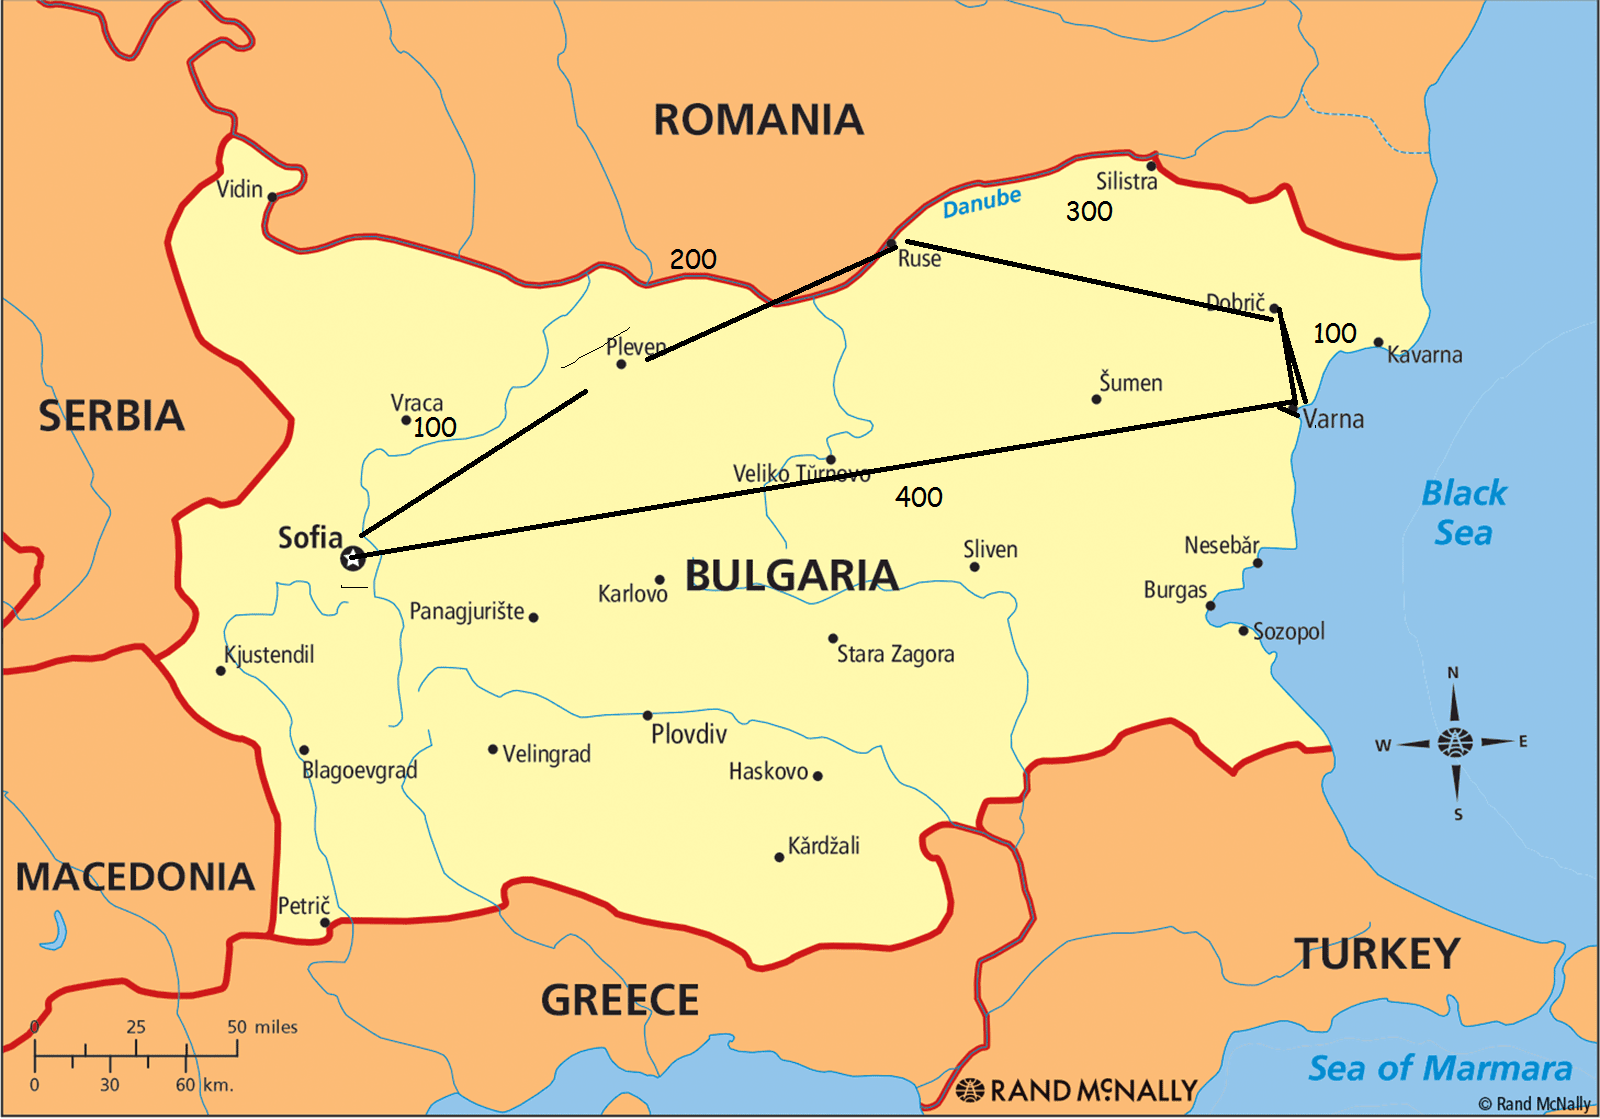 ROMANIA
Vidin
Silistra
Danube
300
Ruse
200
Dobrič
100
Kavarna
Pleven
Šumen
Vraca
100
SERBIA
Varna
Veliko Tŭrnovo
400
Black
Sea
Sofia
Sliven
Nesebăr
BULGARIA
Karlovo
Burgas
Panagjurište
Sozopol
Kjustendil
Stara Zagora
N
W
E
S
Plovdiv
Velingrad
Blagoevgrad
Haskovo
Kărdžali
MACEDONIA
Petrič
TURKEY
GREECE
0 25 50 miles
0 30 60 km.
Sea of Marmara
RAND McNALLY
© Rand McNally